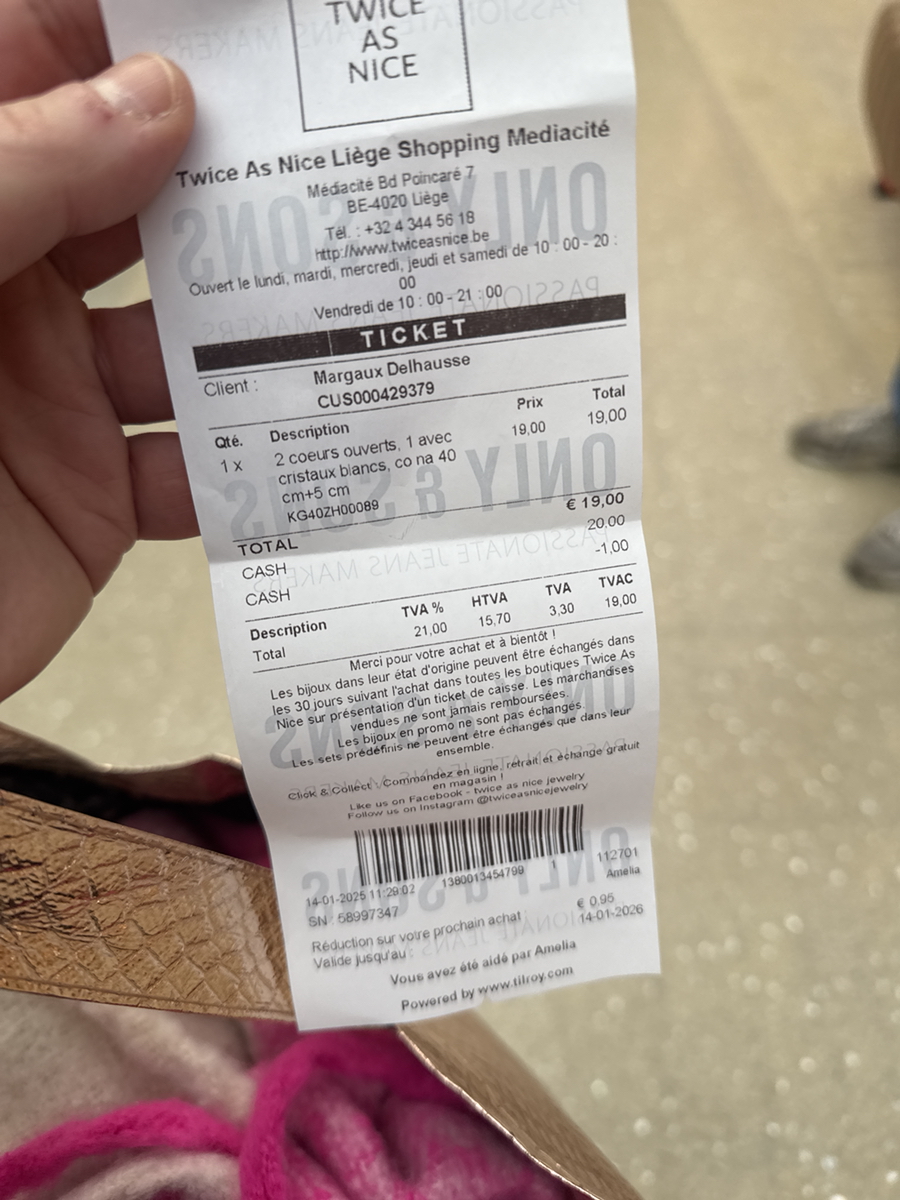 TWICE
AS
NICE
Twice As Nice Liège Shopping Mediacité
Médiacité Bd Poincaré 7
BE-4020 Liège
Tél. : +32 4 344 56 18
http://www.twiceasnice.be
Ouvert le lundi, mardi, mercredi, jeudi et samedi de 10 : 00 - 20 :
00
Vendredi de 10 : 00 - 21 : 00
TICKET
Client : Margaux Delhausse
CUS000429379
Qté. Description Prix Total
1 x 2 coeurs ouverts, 1 avec 19,00 19,00
cristaux blancs, co na 40
cm+5 cm
KG40ZH00089
TOTAL € 19,00
CASH 20,00
CASH -1,00
Description TVA % HTVA TVA TVAC
Total 21,00 15,70 3,30 19,00
Merci pour votre achat et à bientôt !
Les bijoux dans leur état d'origine peuvent être échangés dans
les 30 jours suivant l'achat dans toutes les boutiques Twice As
Nice sur présentation d'un ticket de caisse. Les marchandises
vendues ne sont jamais remboursées.
Les bijoux en promo ne sont pas échangés.
Les sets prédéfinis ne peuvent être échangés que dans leur
ensemble.
Click & Collect : Commandez en ligne, retrait et échange gratuit
en magasin !
Like us on Facebook - twice as nice jewelry
Follow us on Instagram @twiceasnicejewelry
14-01-2025 11:29:02 1380013454799 1 112701
SN : 58997347 Amelia
Réduction sur votre prochain achat € 0,95
Valide jusqu'au : 14-01-2026
Vous avez été aidé par Amelia
Powered by www.tilroy.com
ONLY & SONS
PASSIONATE JEANS MAKERS